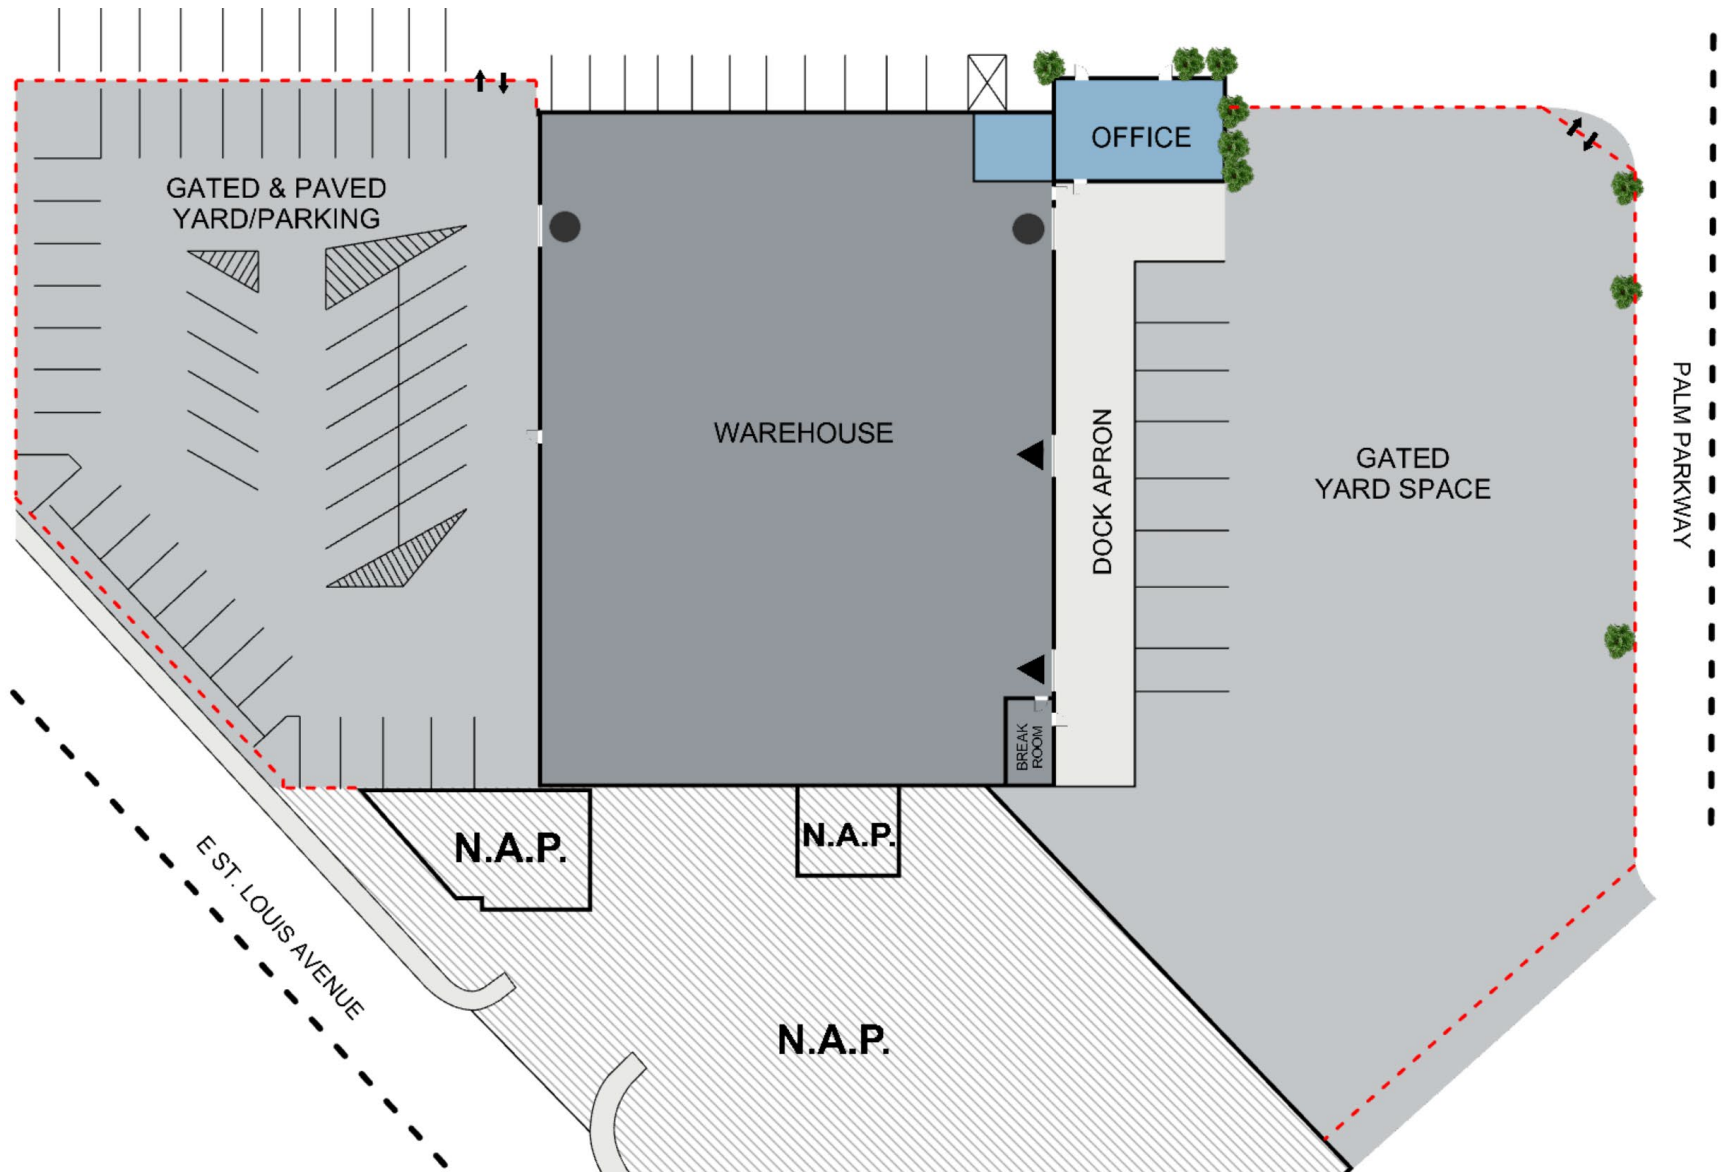 OFFICE
GATED & PAVED
YARD/PARKING
WAREHOUSE
DOCK APRON
GATED
YARD SPACE
PALM PARKWAY
BREAK
ROOM
N.A.P.
N.A.P.
E ST. LOUIS AVENUE
N.A.P.